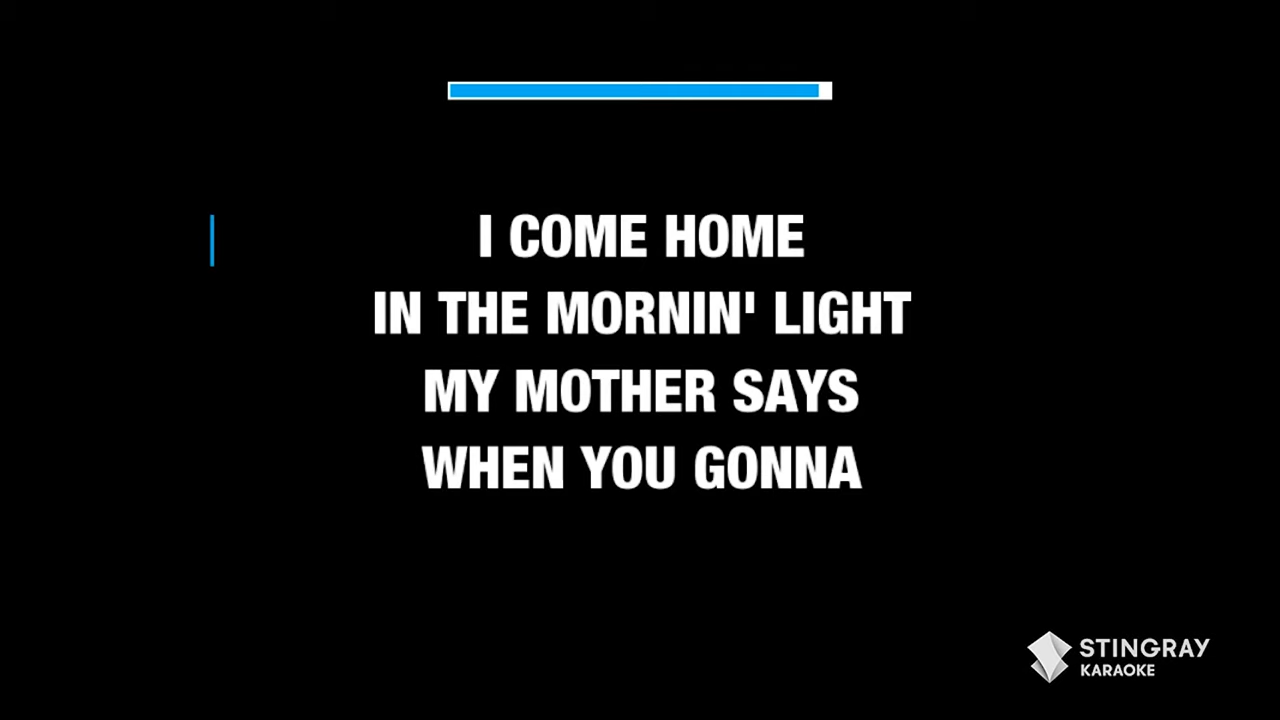 I COME HOME
IN THE MORNIN' LIGHT
MY MOTHER SAYS
WHEN YOU GONNA
STINGRAY
KARAOKE